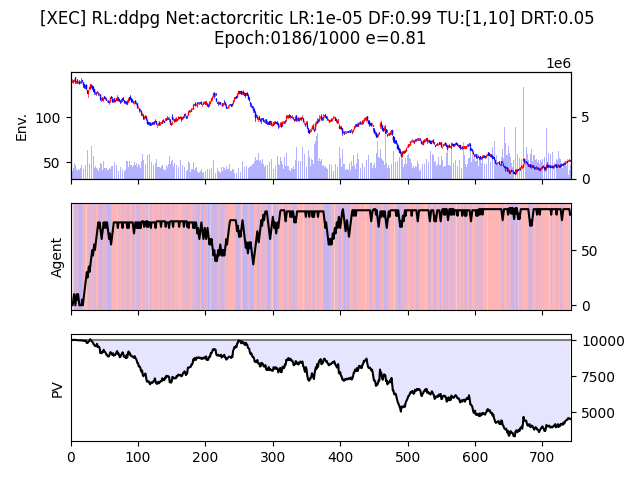 [XEC] RL:ddpg Net:actorcritic LR:1e-05 DF:0.99 TU:[1,10] DRT:0.05
Epoch:0186/1000 e=0.81
1e6
Env.
100
50
5
0
Agent
50
0
PV
10000
7500
5000
0 100 200 300 400 500 600 700